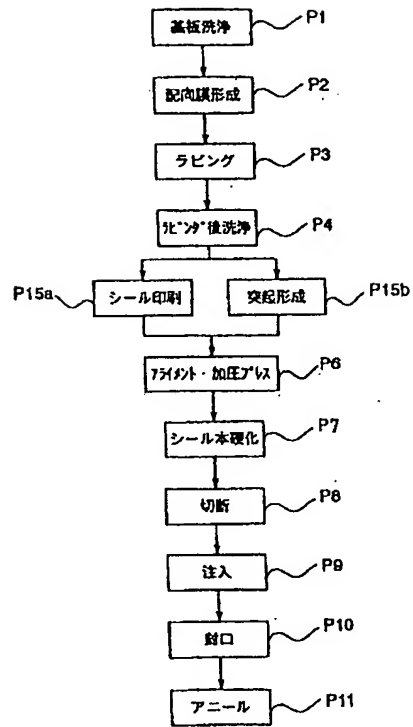 基板洗浄 P1
配向膜形成 P2
ラビング P3
ﾗﾋﾞﾝｸﾞ後洗浄 P4
P15a シール印刷 突起形成 P15b
ｱﾗｲﾒﾝﾄ・加圧ﾌﾟﾚｽ P6
シール本硬化 P7
切断 P8
注入 P9
封口 P10
アニール P11